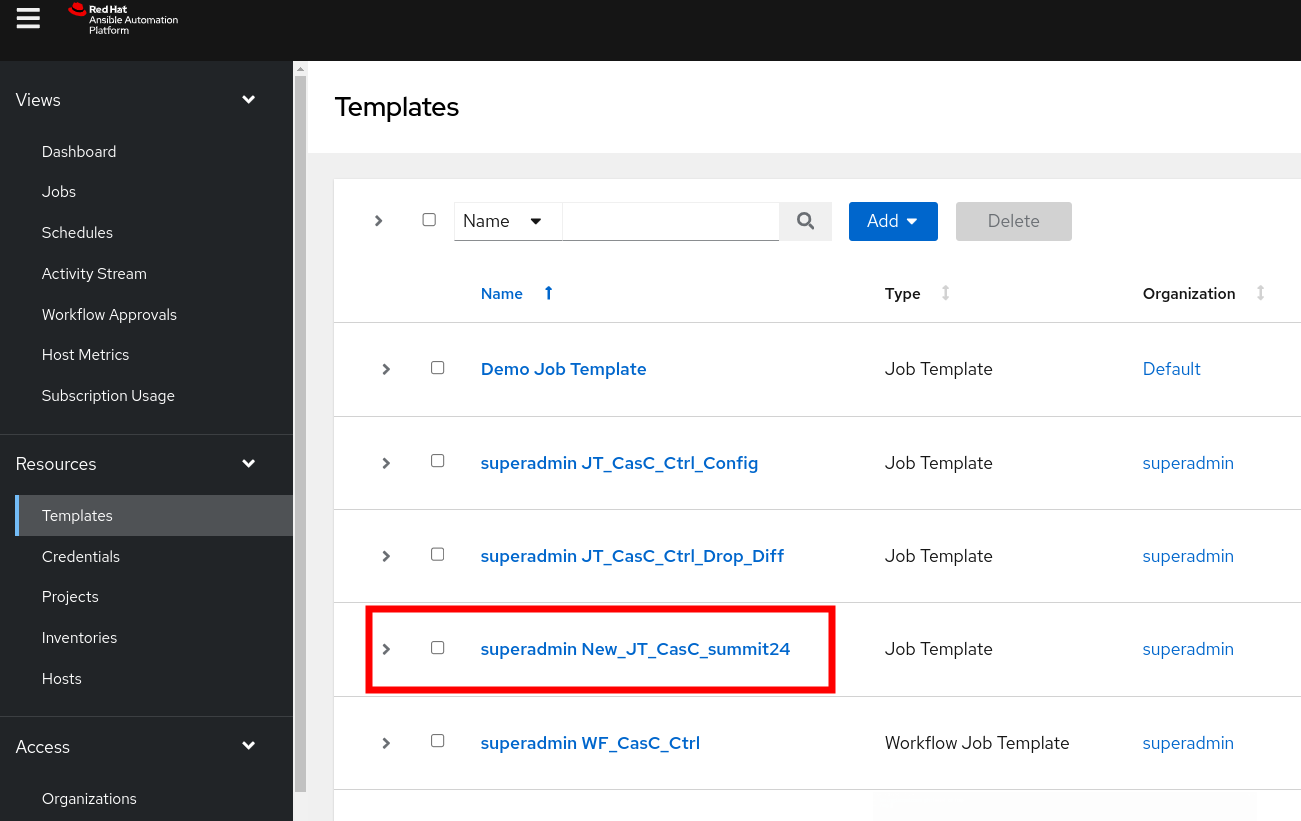 Red Hat
Ansible Automation
Platform
Views
Dashboard
Jobs
Schedules
Activity Stream
Workflow Approvals
Host Metrics
Subscription Usage
Resources
Templates
Credentials
Projects
Inventories
Hosts
Access
Organizations
Templates
Name Add Delete
Name Type Organization
Demo Job Template Job Template Default
superadmin JT_CasC_Ctrl_Config Job Template superadmin
superadmin JT_CasC_Ctrl_Drop_Diff Job Template superadmin
superadmin New_JT_CasC_summit24 Job Template superadmin
superadmin WF_CasC_Ctrl Workflow Job Template superadmin